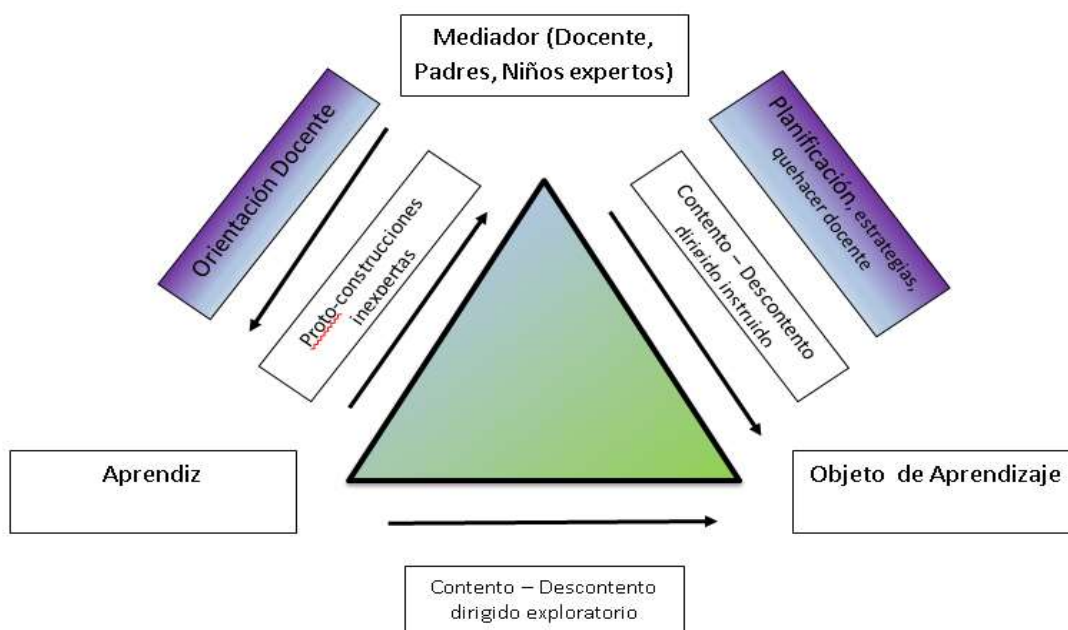 Mediador (Docente,
Padres, Niños expertos)
Orientación Docente
Proto-construcciones
inexpertas
Contento – Descontento
dirigido instruido
Planificación, estrategias,
quehacer docente
Aprendiz
Objeto de Aprendizaje
Contento – Descontento
dirigido exploratorio